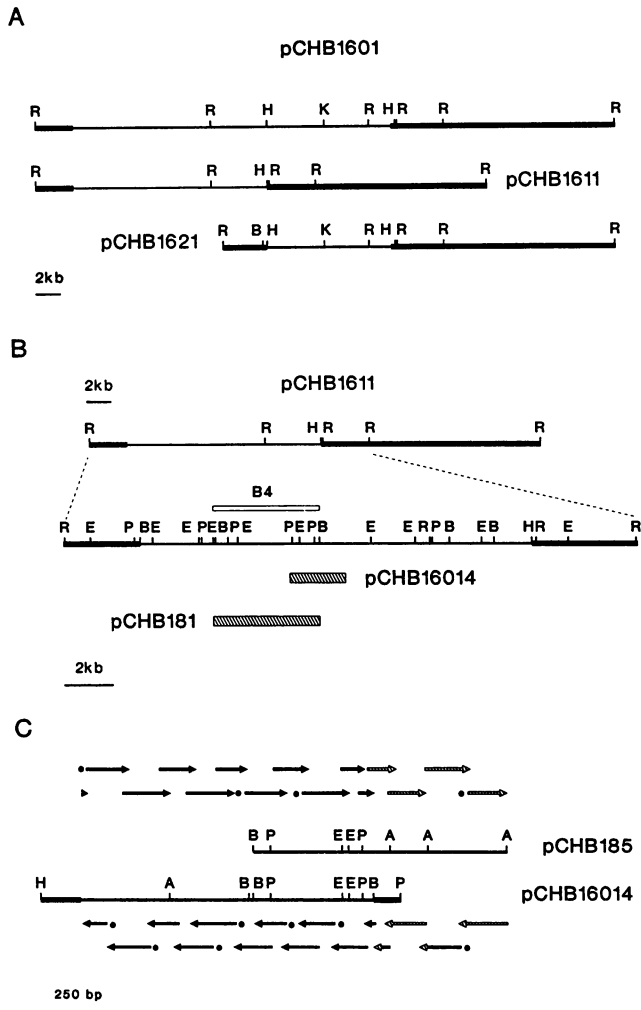 A
pCHB1601
R R H K R H R R R
R R H R R R pCHB1611
pCHB1621 R B H K R H R R R
2kb
B
2kb pCHB1611
R R H R R R
B4
R E P B E E P E B P E P E P B E E R P B E B H R E R
pCHB16014
pCHB181
2kb
C
B P E E P A A A pCHB185
H A B B P E E P B P pCHB16014
250 bp